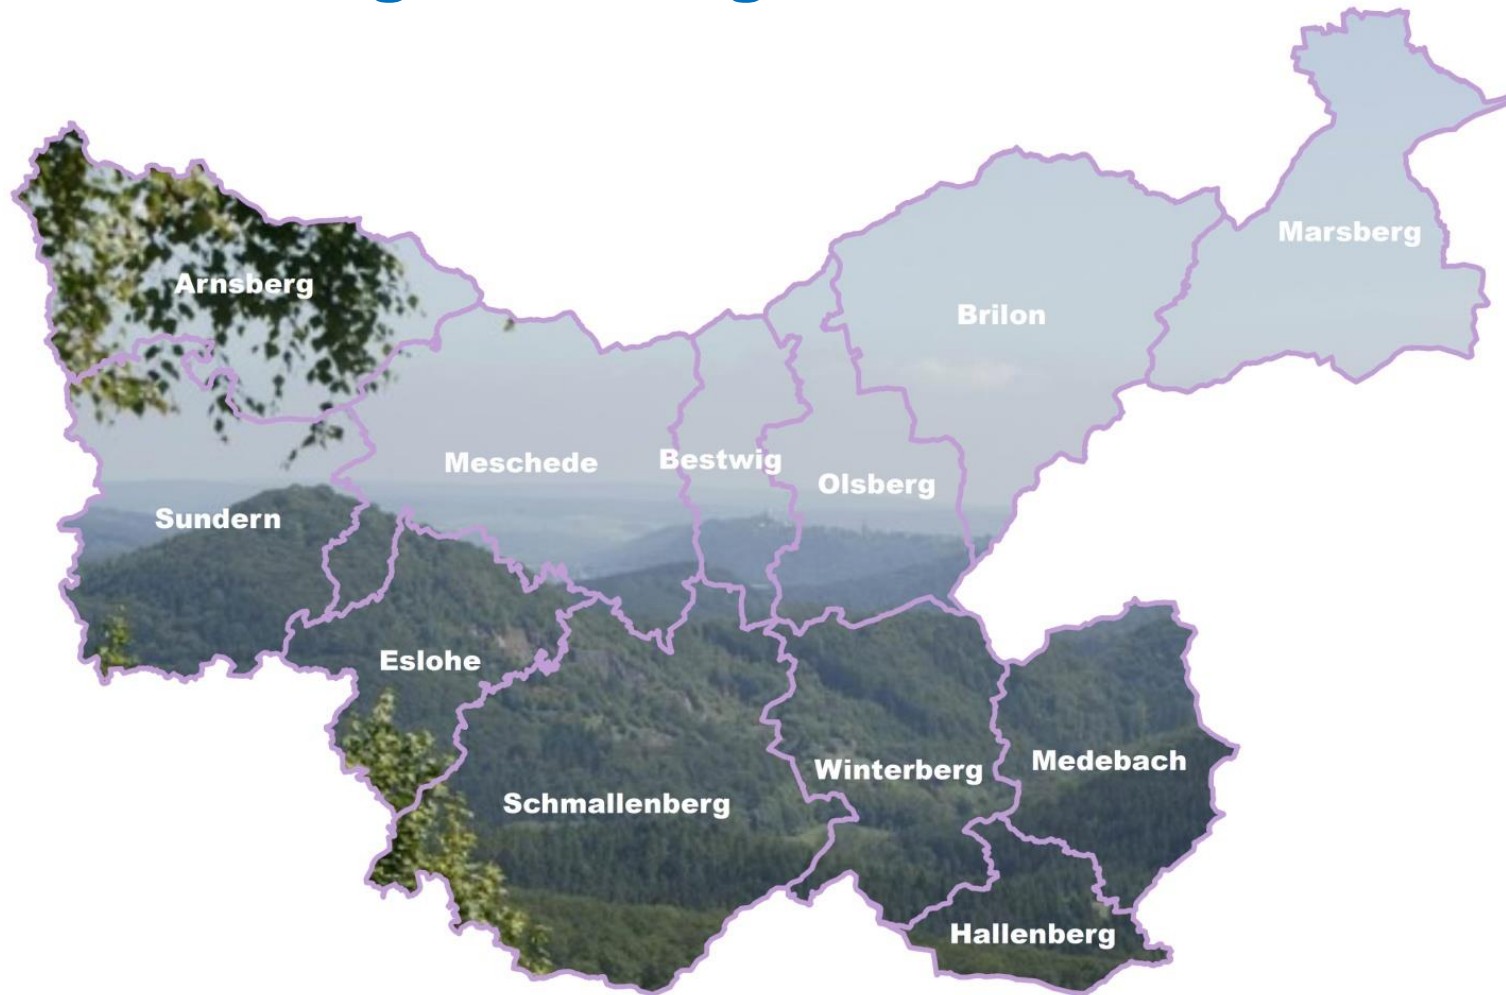 Marsberg
Arnsberg
Brilon
Meschede
Bestwig
Olsberg
Sundern
Eslohe
Winterberg
Medebach
Schmallenberg
Hallenberg